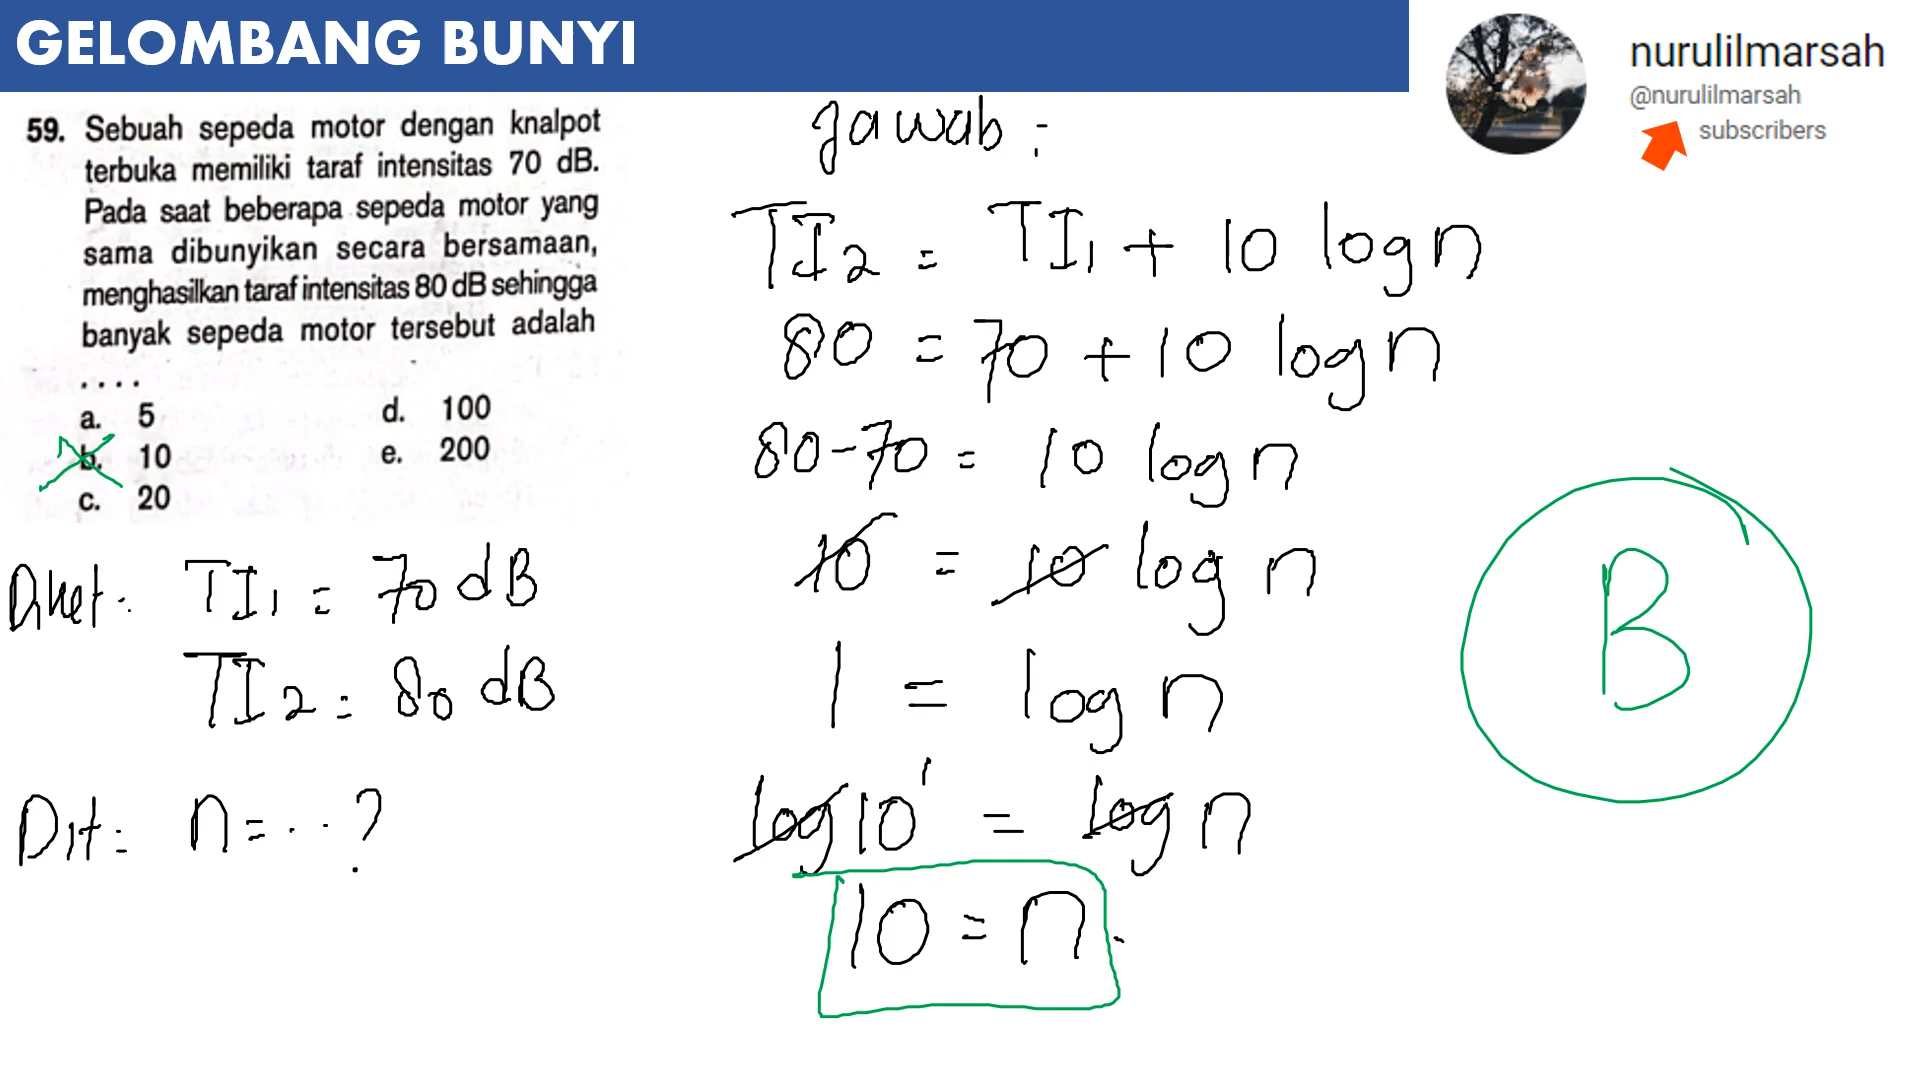 GELOMBANG BUNYI
nurulilmarsah
@nurulilmarsah
subscribers
59. Sebuah sepeda motor dengan knalpot
terbuka memiliki taraf intensitas 70 dB.
Pada saat beberapa sepeda motor yang
sama dibunyikan secara bersamaan,
menghasilkan taraf intensitas 80 dB sehingga
banyak sepeda motor tersebut adalah
....
a. 5
b. 10
c. 20
d. 100
e. 200
Diket: TI₁ = 70 dB
TI₂ = 80 dB
Dit: n = ... ?
Jawab :
TI₂ = TI₁ + 10 log n
80 = 70 + 10 log n
80-70 = 10 log n
10 = 10 log n
1 = log n
log 10¹ = log n
10 = n.
B